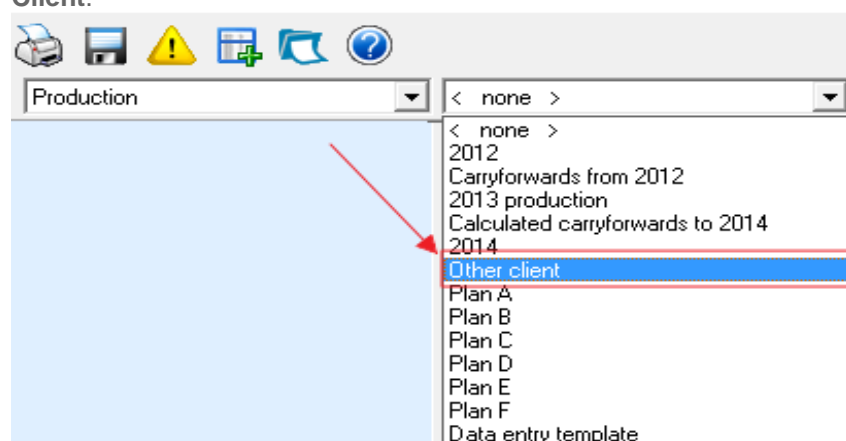 Client.
Production
< none >
< none >
2012
Carryforwards from 2012
2013 production
Calculated carryforwards to 2014
2014
Other client
Plan A
Plan B
Plan C
Plan D
Plan E
Plan F
Data entry template